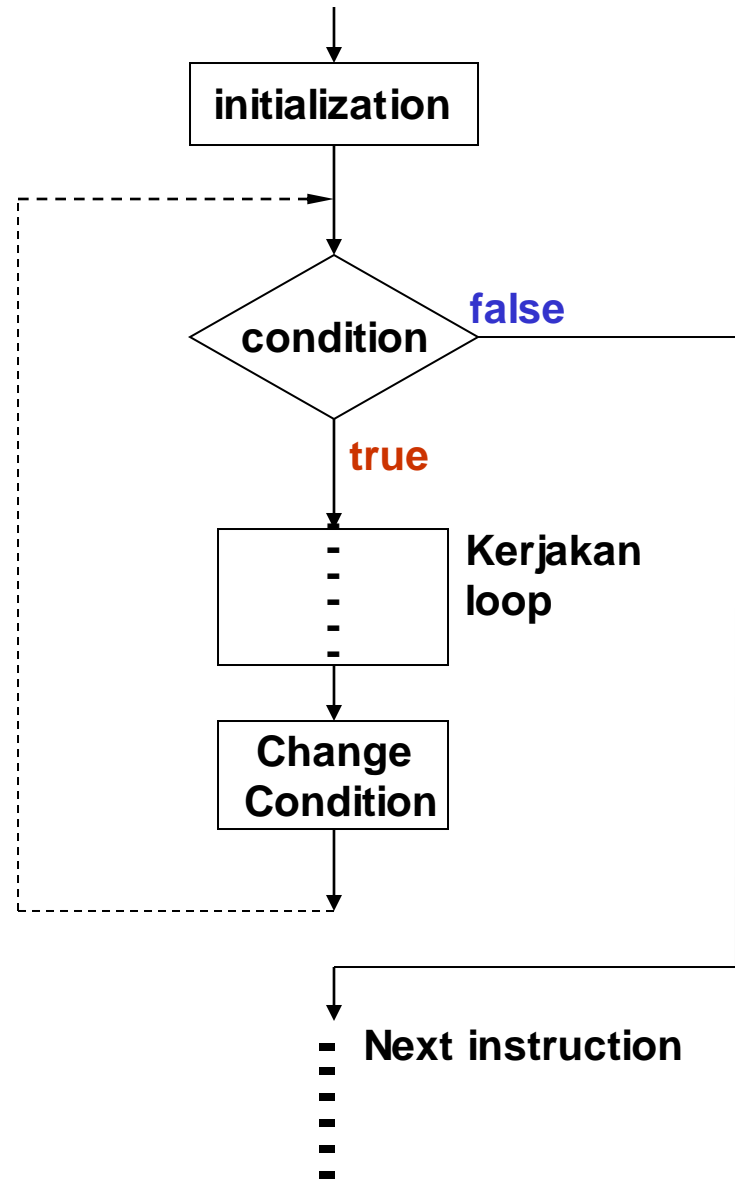 initialization
false
condition
true
Kerjakan
loop
Change
Condition
Next instruction